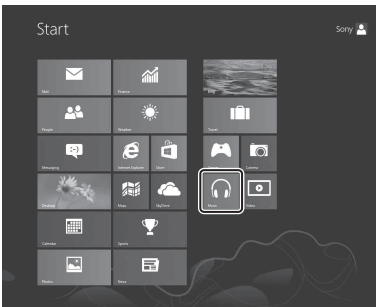 Start
Sony
Mail
Finance
People
Weather
Travel
Messaging
Internet Explorer
Store
Games
Camera
Desktop
Maps
SkyDrive
Music
Video
Calendar
Sports
Photos
News